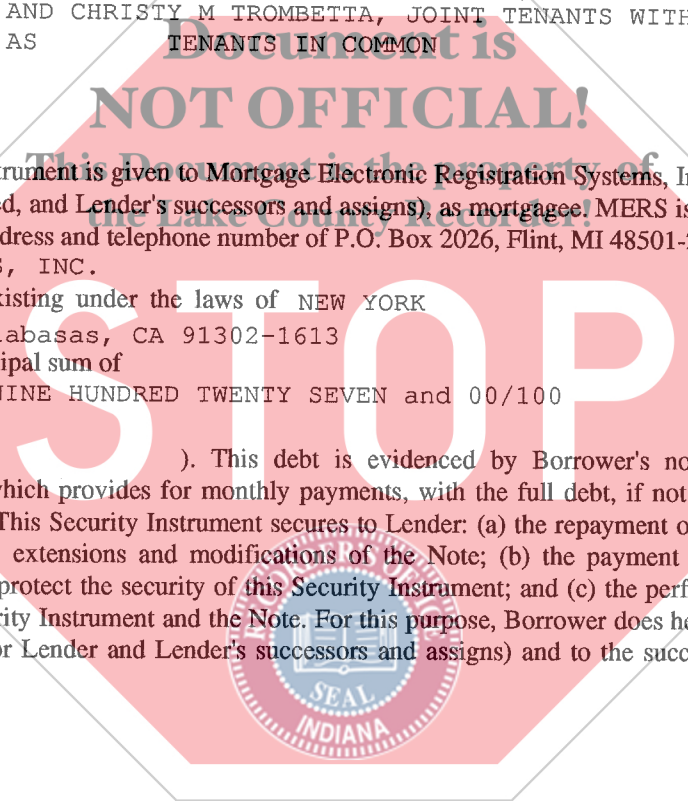 AND CHRISTY M TROMBETTA, JOINT TENANTS WITH
AS TENANTS IN COMMON
Document is
NOT OFFICIAL!
This Document is the property of
the Lake County Recorder!
trument is given to Mortgage Electronic Registration Systems, In
ed, and Lender's successors and assigns), as mortgagee. MERS is
dress and telephone number of P.O. Box 2026, Flint, MI 48501-2
S, INC.
xisting under the laws of NEW YORK
labasas, CA 91302-1613
ipal sum of
NINE HUNDRED TWENTY SEVEN and 00/100
STOP
). This debt is evidenced by Borrower's no
which provides for monthly payments, with the full debt, if not
This Security Instrument secures to Lender: (a) the repayment o
extensions and modifications of the Note; (b) the payment
protect the security of this Security Instrument; and (c) the perf
rity Instrument and the Note. For this purpose, Borrower does he
or Lender and Lender's successors and assigns) and to the succ
RECORDER'S OFFICE
SEAL
INDIANA